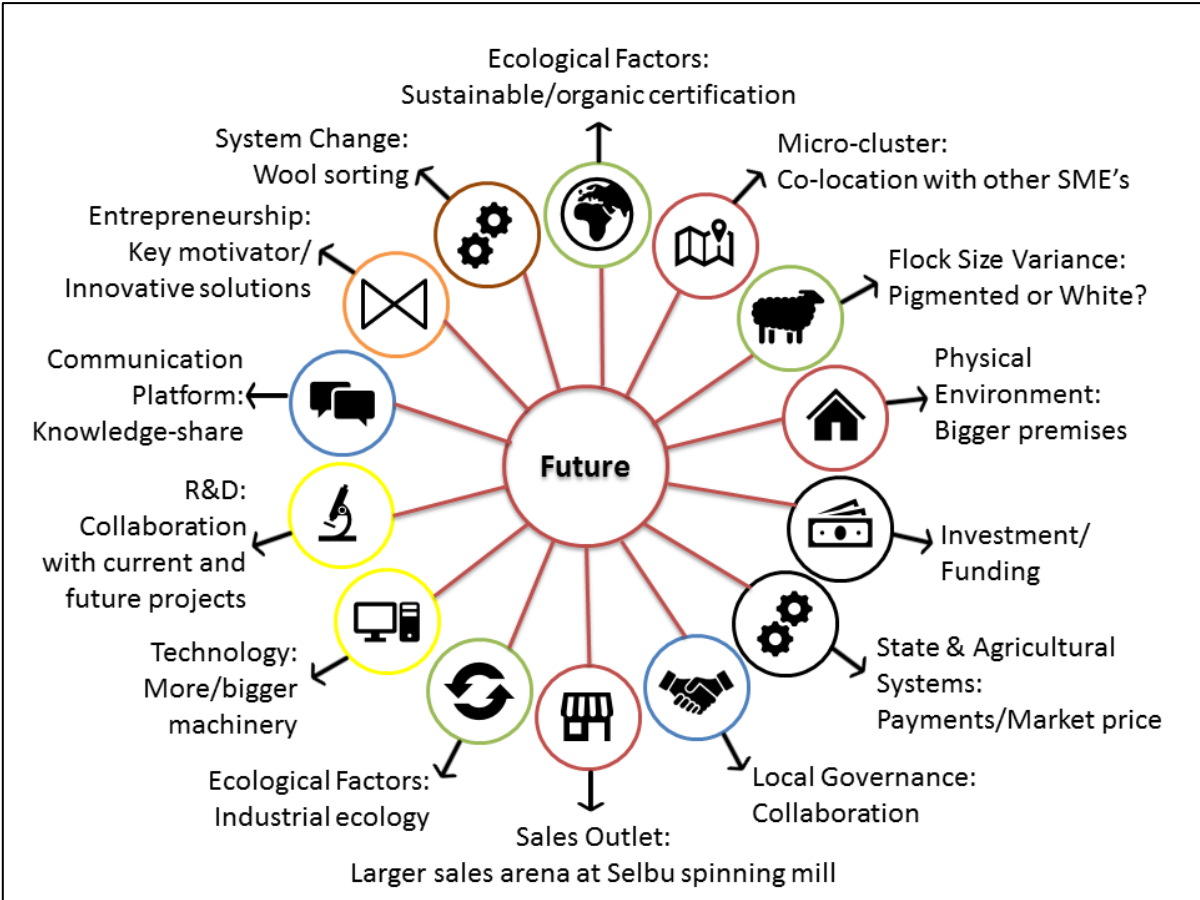 Ecological Factors:
Sustainable/organic certification
Micro-cluster:
Co-location with other SME's
Flock Size Variance:
Pigmented or White?
Physical
Environment:
Bigger premises
Investment/
Funding
State & Agricultural
Systems:
Payments/Market price
Local Governance:
Collaboration
Sales Outlet:
Larger sales arena at Selbu spinning mill
Ecological Factors:
Industrial ecology
Technology:
More/bigger
machinery
R&D:
Collaboration
with current and
future projects
Communication
Platform:
Knowledge-share
Entrepreneurship:
Key motivator/
Innovative solutions
System Change:
Wool sorting
Future